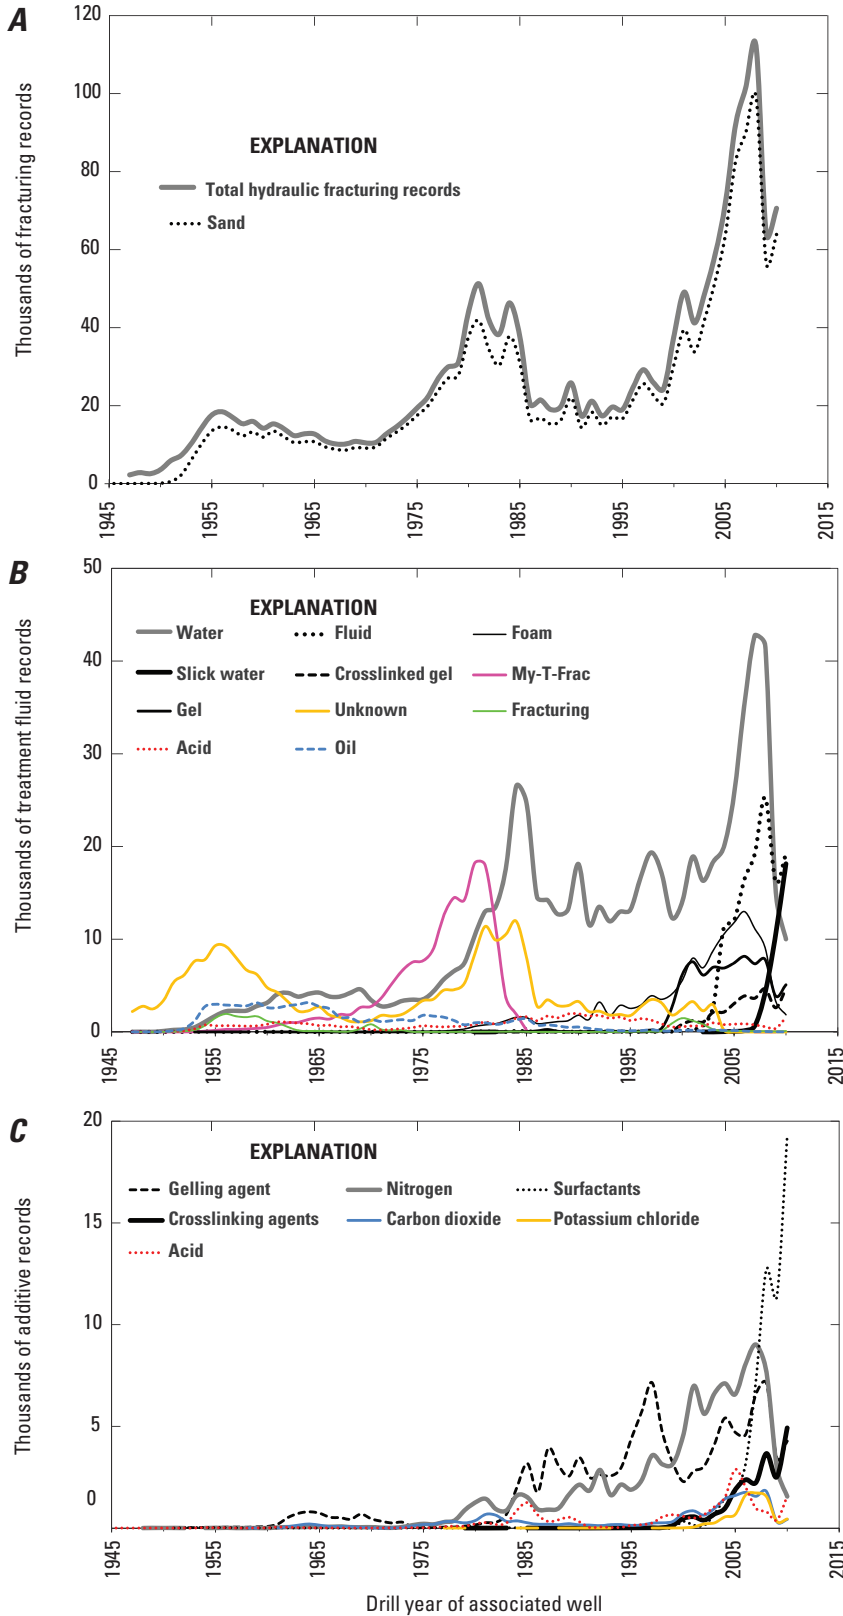 A
Thousands of fracturing records
120
100
80
60
40
20
0
EXPLANATION
Total hydraulic fracturing records
Sand
1945
1955
1965
1975
1985
1995
2005
2015
B
Thousands of treatment fluid records
50
40
30
20
10
0
EXPLANATION
Water Fluid Foam
Slick water Crosslinked gel My-T-Frac
Gel Unknown Fracturing
Acid Oil
1945
1955
1965
1975
1985
1995
2005
2015
C
Thousands of additive records
20
15
10
5
0
EXPLANATION
Gelling agent Nitrogen Surfactants
Crosslinking agents Carbon dioxide Potassium chloride
Acid
1945
1955
1965
1975
1985
1995
2005
2015
Drill year of associated well